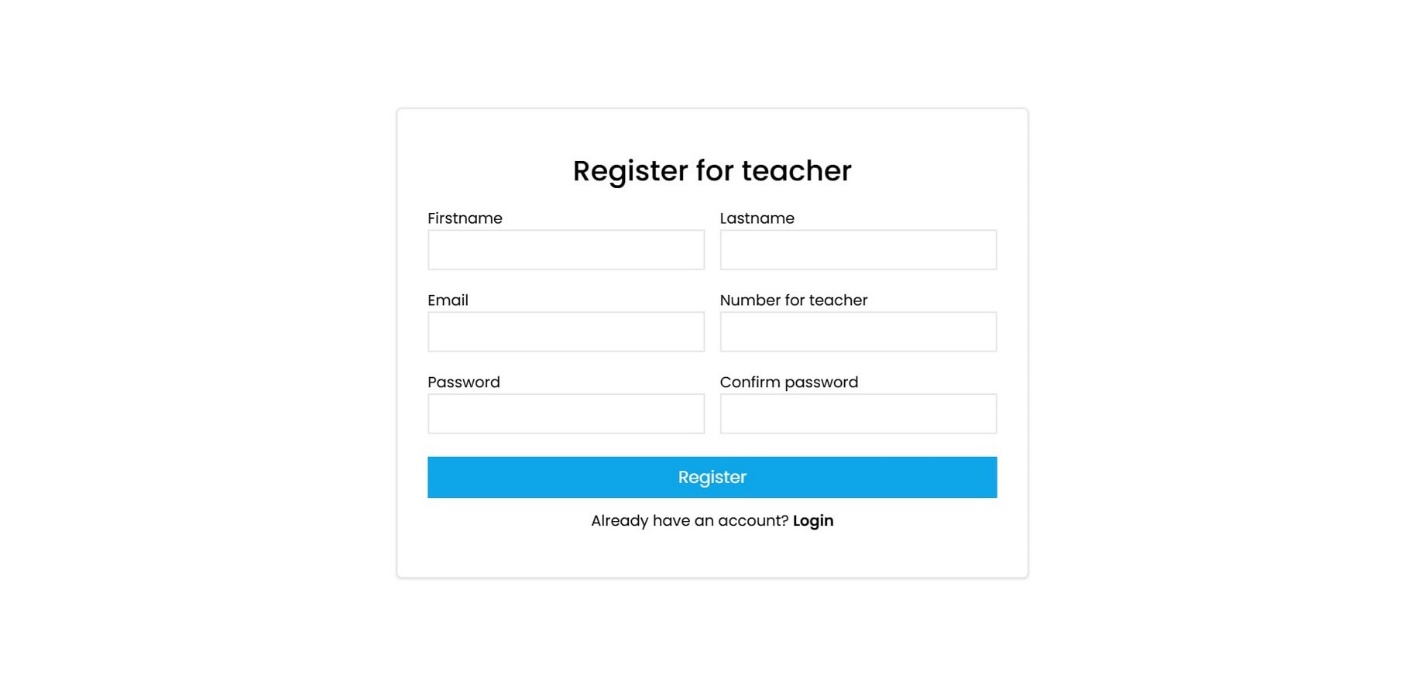 Register for teacher
Firstname Lastname
Email Number for teacher
Password Confirm password
Register
Already have an account? Login